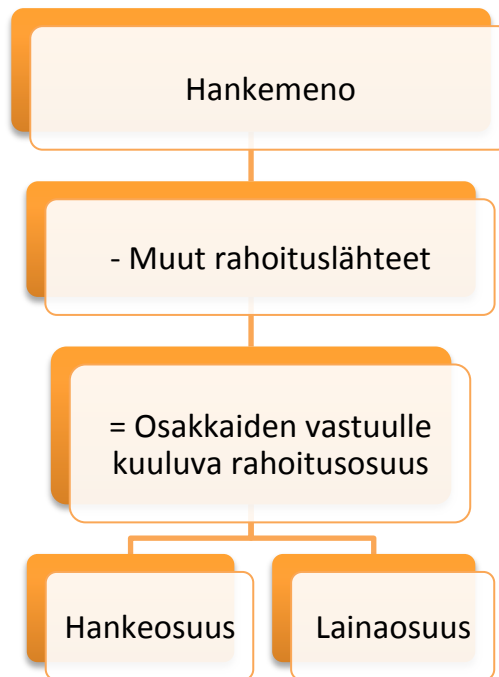 Hankemeno
- Muut rahoituslähteet
= Osakkaiden vastuulle
kuuluva rahoitusosuus
Hankeosuus
Lainaosuus